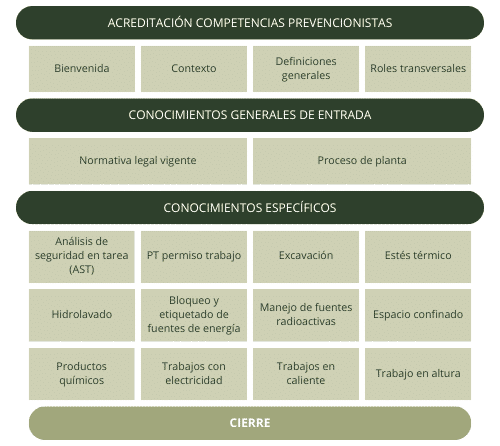 ACREDITACIÓN COMPETENCIAS PREVENCIONISTAS
Bienvenida
Contexto
Definiciones
generales
Roles transversales
CONOCIMIENTOS GENERALES DE ENTRADA
Normativa legal vigente
Proceso de planta
CONOCIMIENTOS ESPECÍFICOS
Análisis de
seguridad en tarea
(AST)
PT permiso trabajo
Excavación
Estés térmico
Hidrolavado
Bloqueo y
etiquetado de
fuentes de energía
Manejo de fuentes
radioactivas
Espacio confinado
Productos
químicos
Trabajos con
electricidad
Trabajos en
caliente
Trabajo en altura
CIERRE